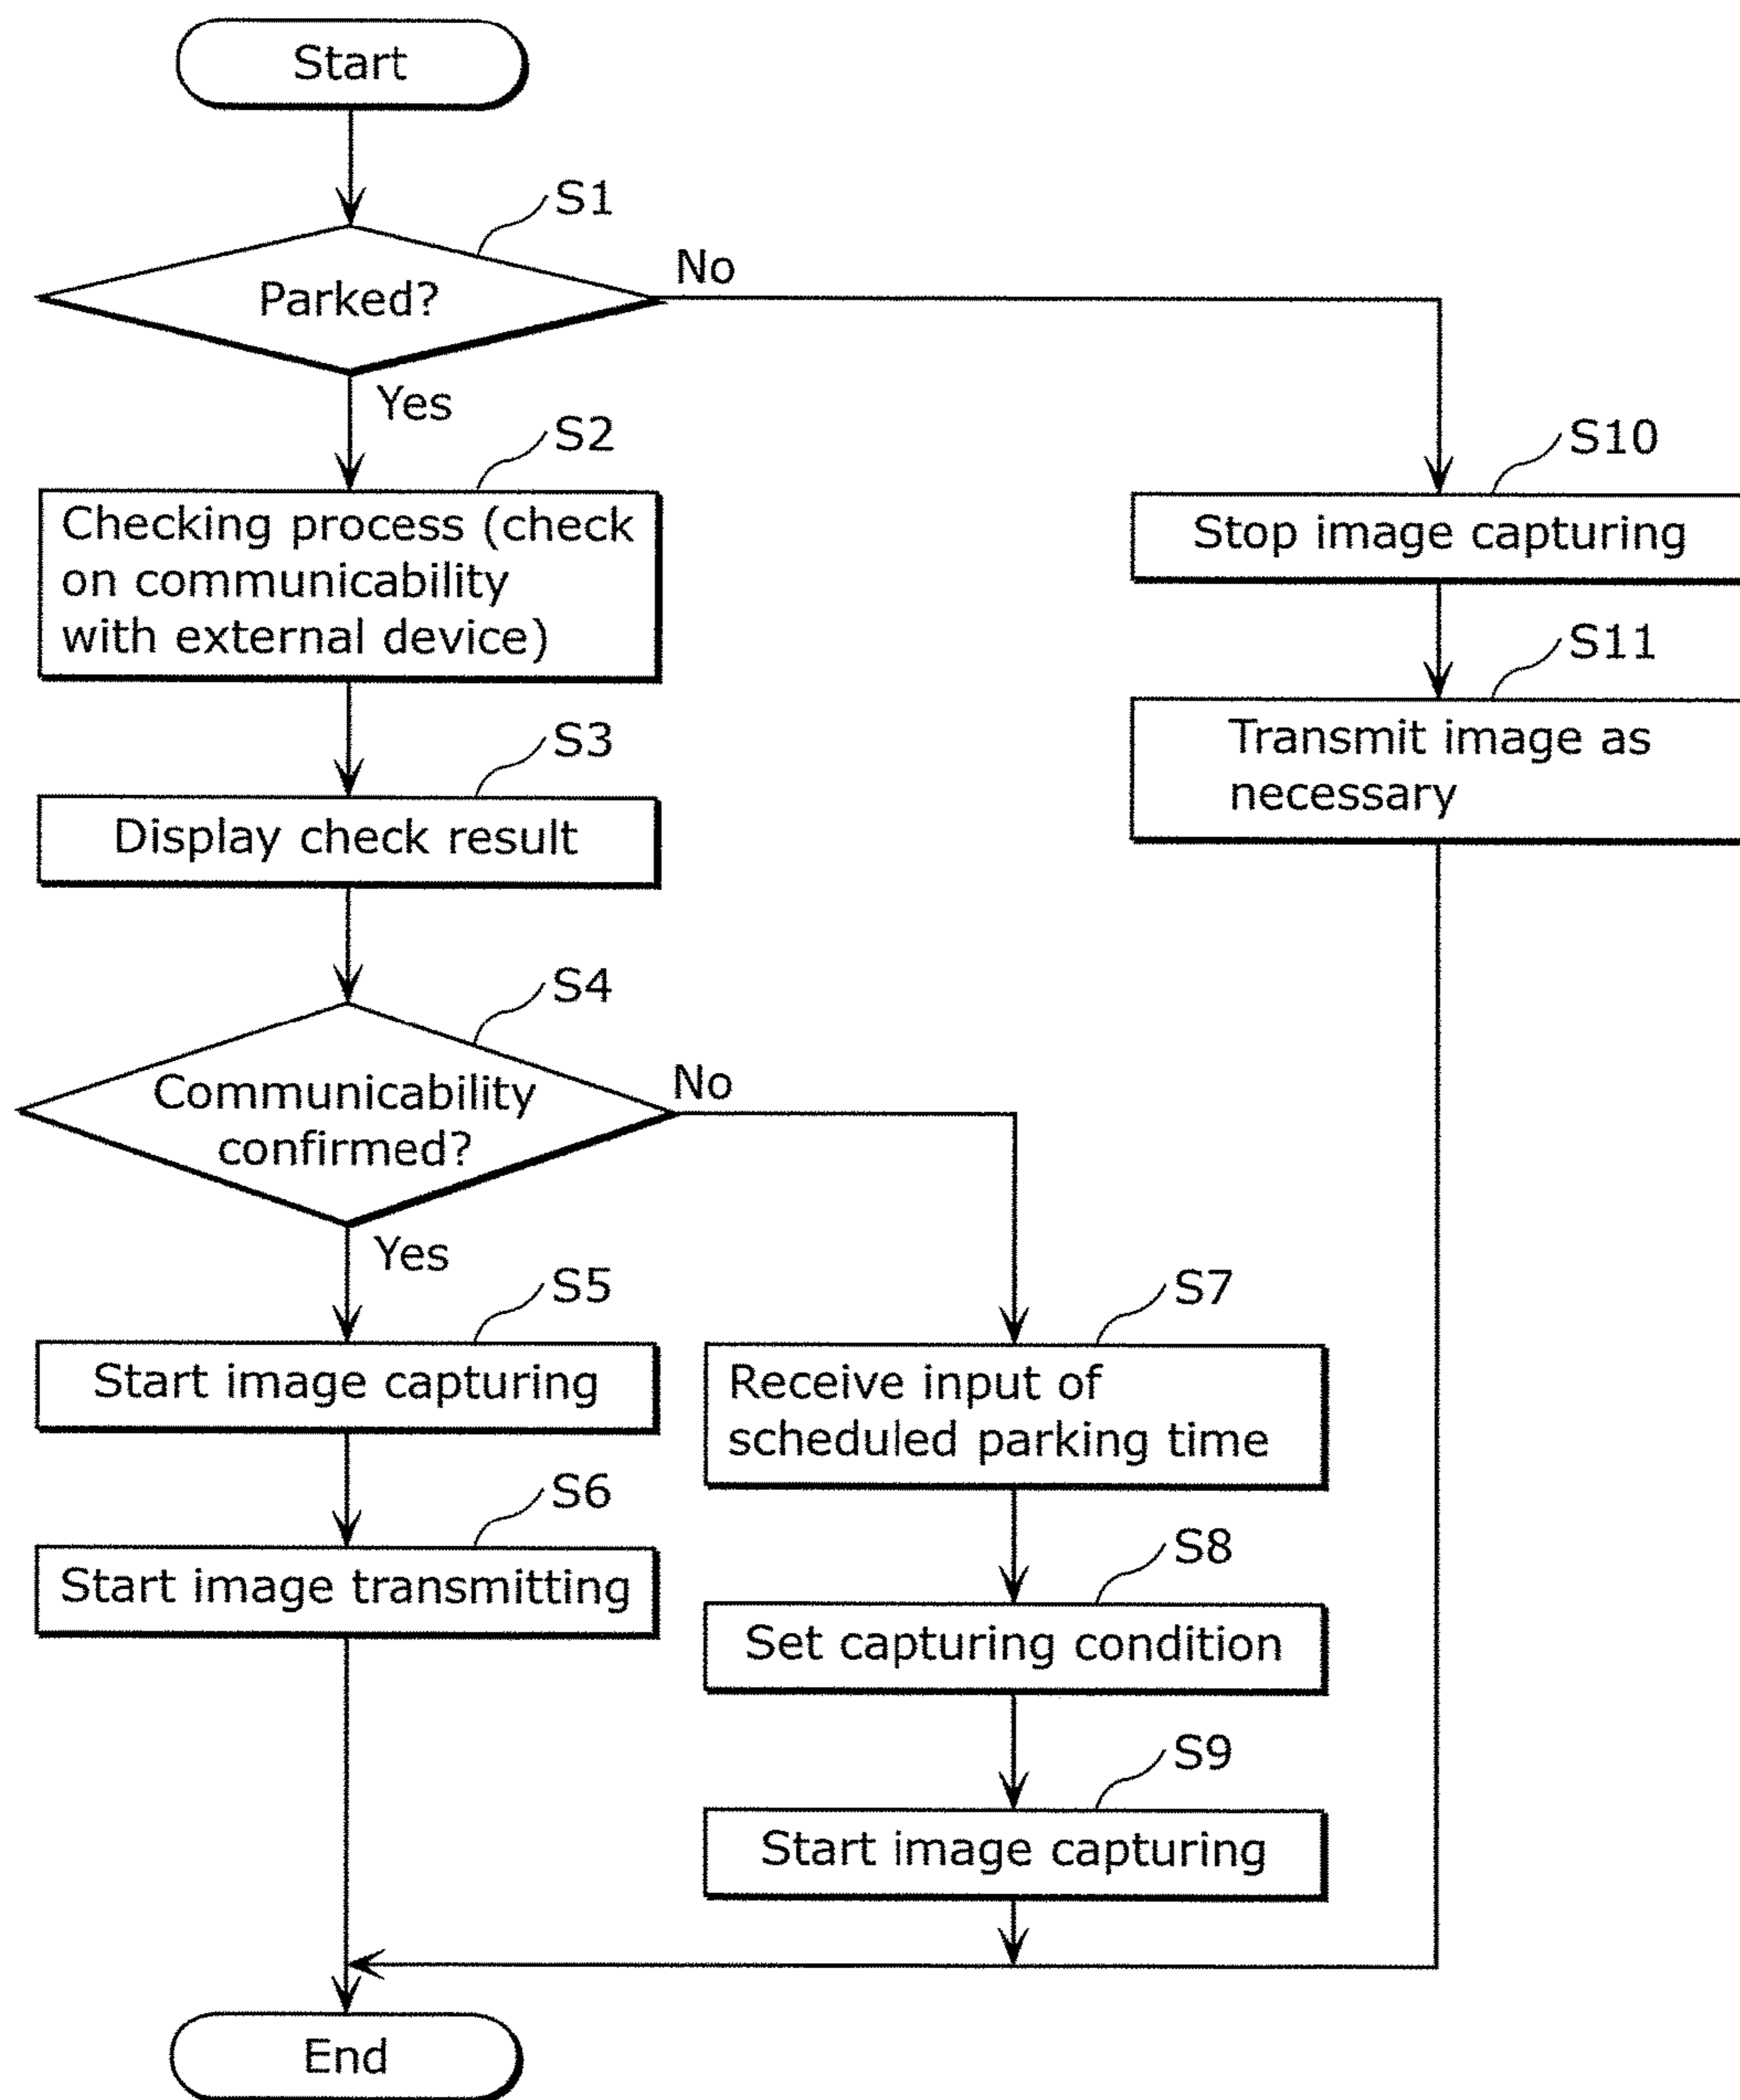 Start
S1
Parked?
No
Yes
S2
Checking process (check
on communicability
with external device)
S3
Display check result
S4
Communicability
confirmed?
No
Yes
S5
Start image capturing
S6
Start image transmitting
S7
Receive input of
scheduled parking time
S8
Set capturing condition
S9
Start image capturing
S10
Stop image capturing
S11
Transmit image as
necessary
End